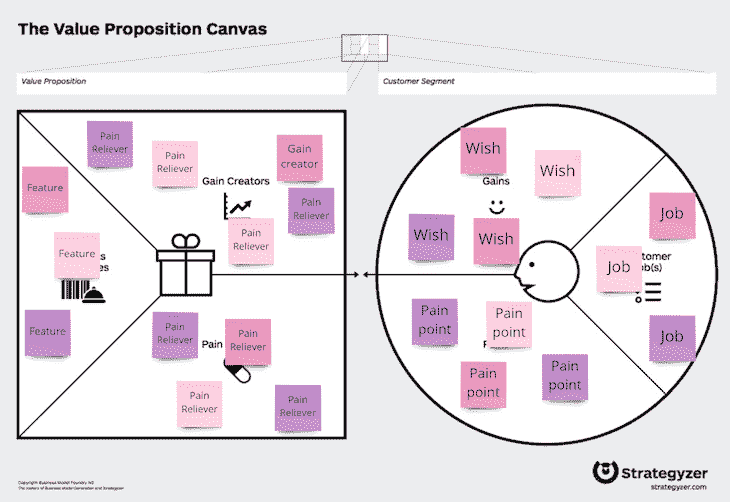 The Value Proposition Canvas
Value Proposition
Customer Segment
Pain
Reliever
Pain
Reliever
Gain
creator
Feature
Gain Creators
Pain
Reliever
Pain
Reliever
Feature
s
es
Feature
Pain
Reliever
Pain
Reliever
Pain
Pain
Reliever
Pain
Reliever
Wish
Wish
Gains
Wish
Wish
Job
Job
tomer
b(s)
Job
Pain
point
Pain
point
P
Pain
point
Pain
point
Copyright Business Model Foundry AG
The makers of Business Model Generation and Strategyzer
Strategyzer
strategyzer.com